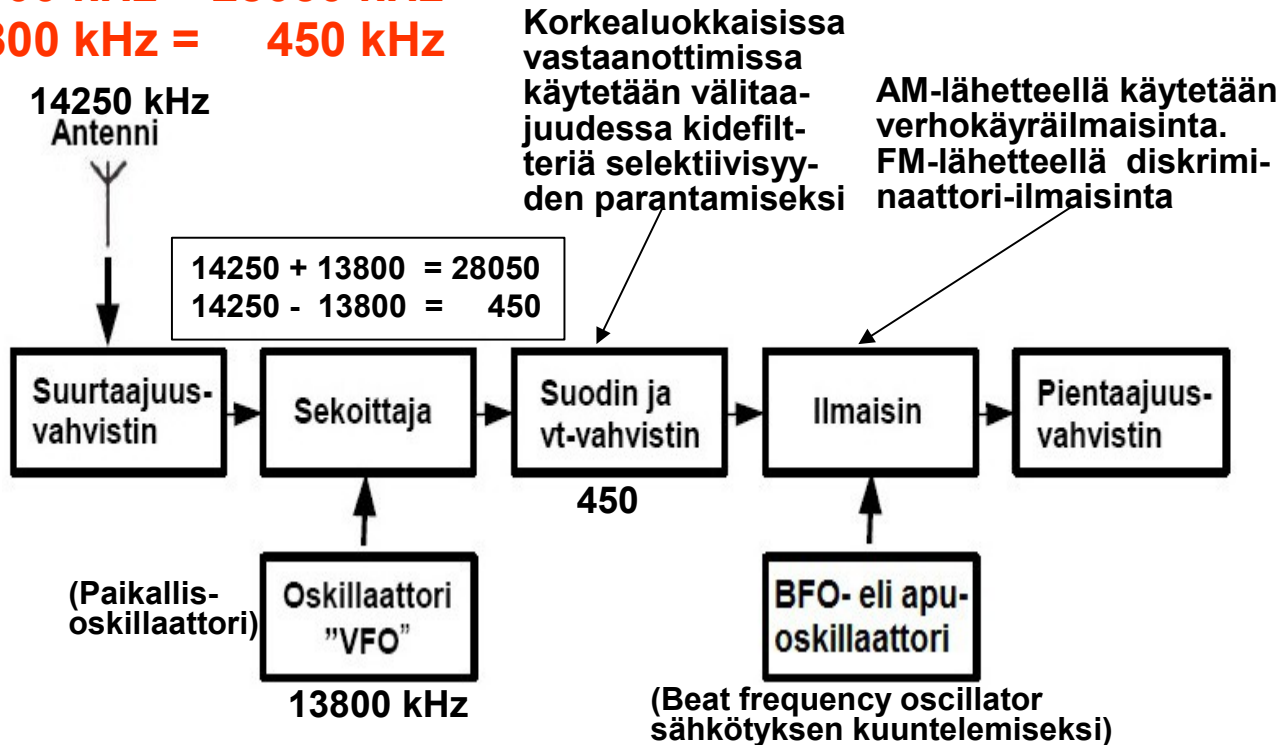 800 kHz = 450 kHz
14250 kHz
Antenni
Korkealuokkaisissa
vastaanottimissa
käytetään välitaa-
juudessa kidefilt-
teriä selektiivisyy-
den parantamiseksi
AM-lähetteellä käytetään
verhokäyräilmaisinta.
FM-lähetteellä diskrimi-
naattori-ilmaisinta
14250 + 13800 = 28050
14250 - 13800 = 450
Suurtaajuus-
vahvistin
Sekoittaja
Suodin ja
vt-vahvistin
Ilmaisin
Pientaajuus-
vahvistin
450
(Paikallis-
oskillaattori)
Oskillaattori
"VFO"
13800 kHz
BFO- eli apu-
oskillaattori
(Beat frequency oscillator
sähkötyksen kuuntelemiseksi)